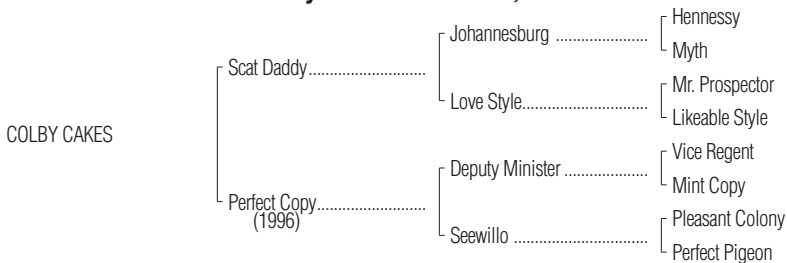 Hennessy
Johannesburg ......................
Myth
Scat Daddy............................
Mr. Prospector
Love Style..............................
Likeable Style
COLBY CAKES
Vice Regent
Deputy Minister ....................
Mint Copy
Perfect Copy..........................
(1996)
Pleasant Colony
Seewillo ................................
Perfect Pigeon